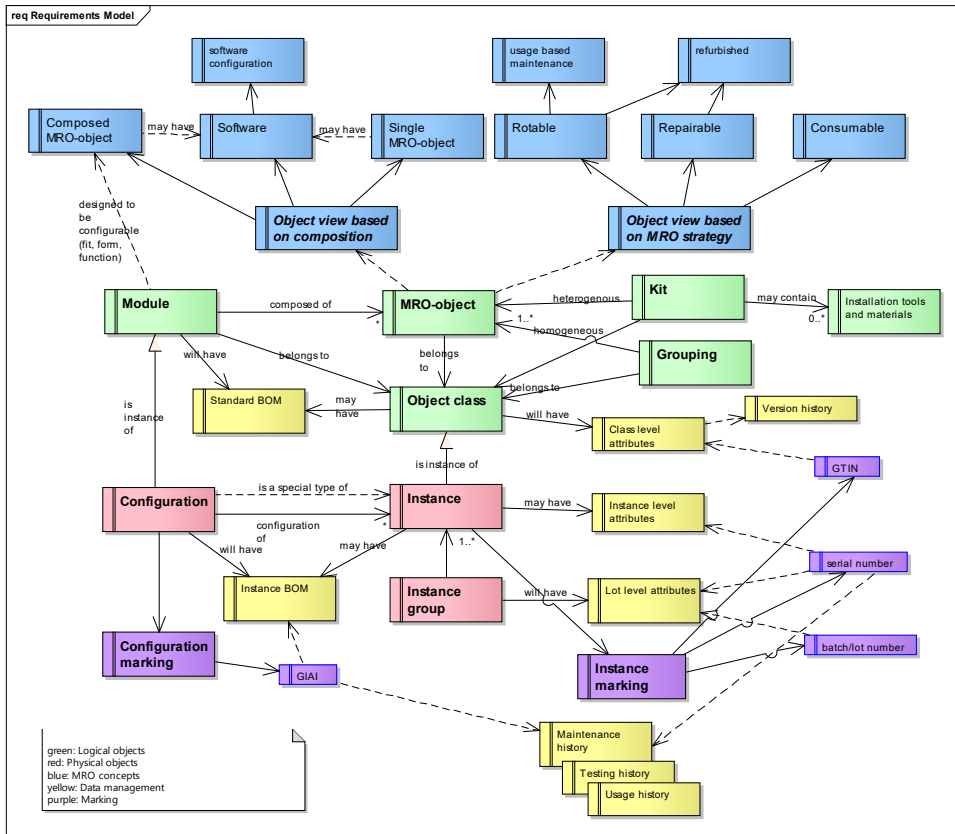 req Requirements Model
software
configuration
usage based
maintenance
refurbished
Composed
MRO-object
may have
Software
may have
Single
MRO-object
Rotable
Repairable
Consumable
designed to
be
configurable
(fit, form,
function)
Object view based
on composition
Object view based
on MRO strategy
Module
composed of
*
MRO-object
1..*
heterogenous
Kit
may contain
0..*
Installation tools
and materials
homogeneous
Grouping
will have
belongs to
belongs
to
belongs to
Standard BOM
may
have
Object class
will have
Class level
attributes
Version history
is
instance
of
is instance of
GTIN
Configuration
is a special type of
*
Instance
may have
Instance level
attributes
configuration
of
will have
may have
1..*
serial number
Instance BOM
Instance
group
will have
Lot level attributes
Configuration
marking
GIAI
Instance
marking
batch/lot number
Maintenance
history
Testing history
Usage history
green: Logical objects
red: Physical objects
blue: MRO concepts
yellow: Data management
purple: Marking